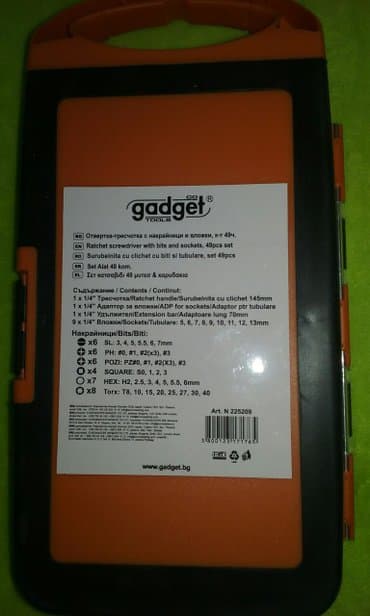 gadget®
TOOLS
BG Отвертка-тресчотка с накрайници и вложки, к-т 49ч.
EN Ratchet screwdriver with bits and sockets, 49pcs set
RO Surubelnita cu clichet cu biti si tubulare, set 49pcs
Set Alat 49 kom.
Съдържание / Contents / Continut:
1 x 1/4" Тресчотка/Ratchet handle/Surubelnita cu clichet 145mm
1 x 1/4" Адаптор за вложки/ADP for sockets/Adaptor ptr tubulare
1 x 1/4" Удължител/Extension bar/Adaptoare lung 70mm
9 x 1/4" Вложки/Sockets/Tubulare: 5, 6, 7, 8, 9, 10, 11, 12, 13mm
Накрайници/Bits/Biti:
x6 SL: 3, 4, 5, 5.5, 6, 7mm
x6 PH: #0, #1, #2(x3), #3
x6 POZI: PZ#0, #1, #2(X3), #3
x4 SQUARE: S0, 1, 2, 3
x7 HEX: H2, 2.5, 3, 4, 5, 5.5, 6mm
x8 Torx: T8, 10, 15, 20, 25, 27, 30, 40
Art. N 225209
www.gadget.bg